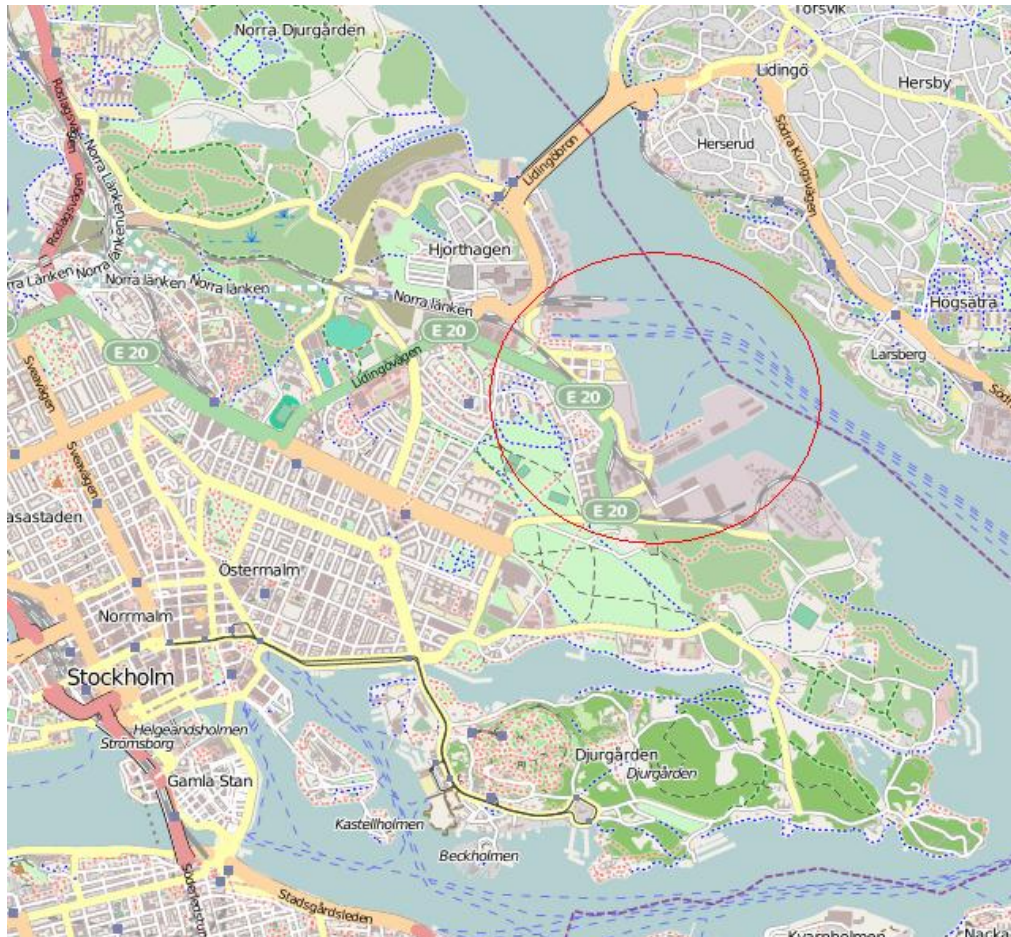 Torsvik
Norra Djurgården
Lidingö
Hersby
Roslagsvägen
Norra Länken
Lidingöbron
Herserud
Södra Kungsvägen
Roslagsvägen
Hjorthagen
Norra länken
Norra länken
Norra länken
Norra länken
Högsätra
E 20
Lidingövägen
Larsberg
Sveavägen
E 20
Sveavägen
E 20
asastaden
Östermalm
Norrmalm
Stockholm
Helgeandsholmen
Strömsborg
Gamla Stan
Djurgården
Djurgården
Kastellholmen
Beckholmen
Stadsgårdsleden
Kvarnholmen
Nacka